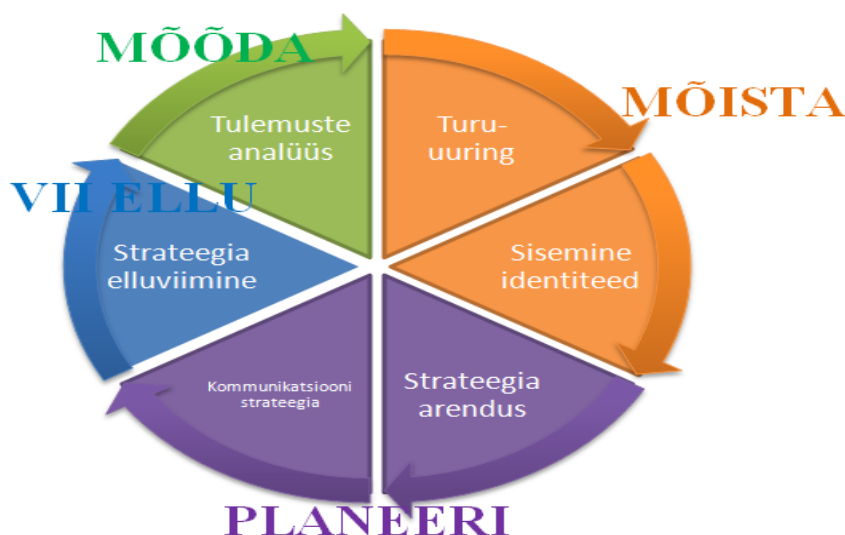 MÕÕDA
MÕISTA
Tulemuste
analüüs
Turu-
uuring
VII ELLU
Strateegia
elluviimine
Sisemine
identiteed
Kommunikatsiooni
strateegia
Strateegia
arendus
PLANEERI